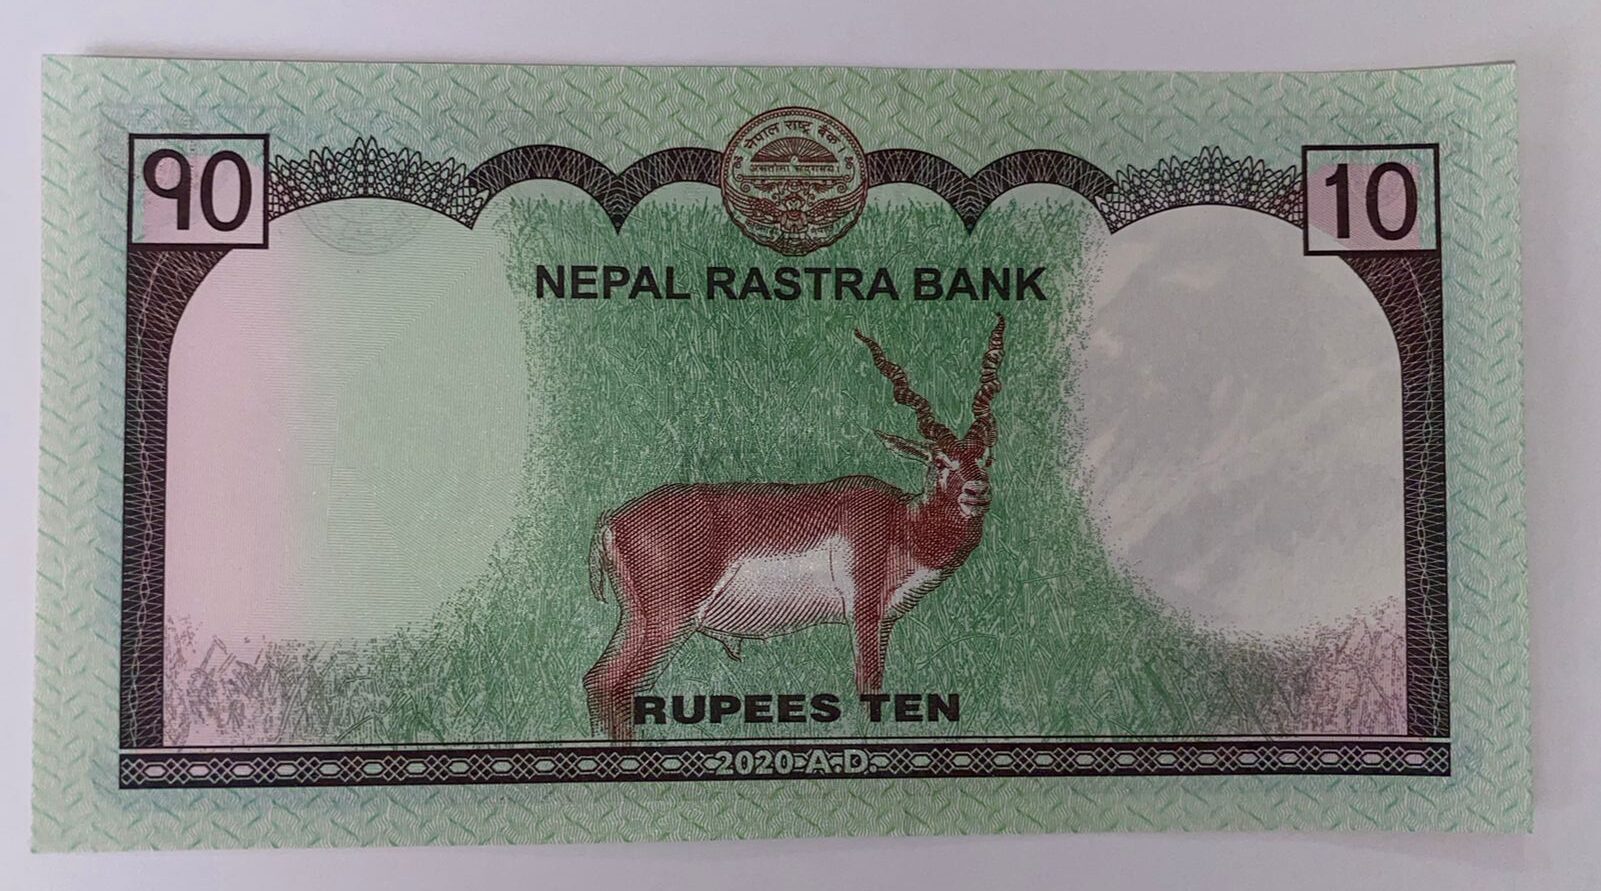 नेपाल राष्ट्र बैंक
१०
10
NEPAL RASTRA BANK
RUPEES TEN
2020 A.D.